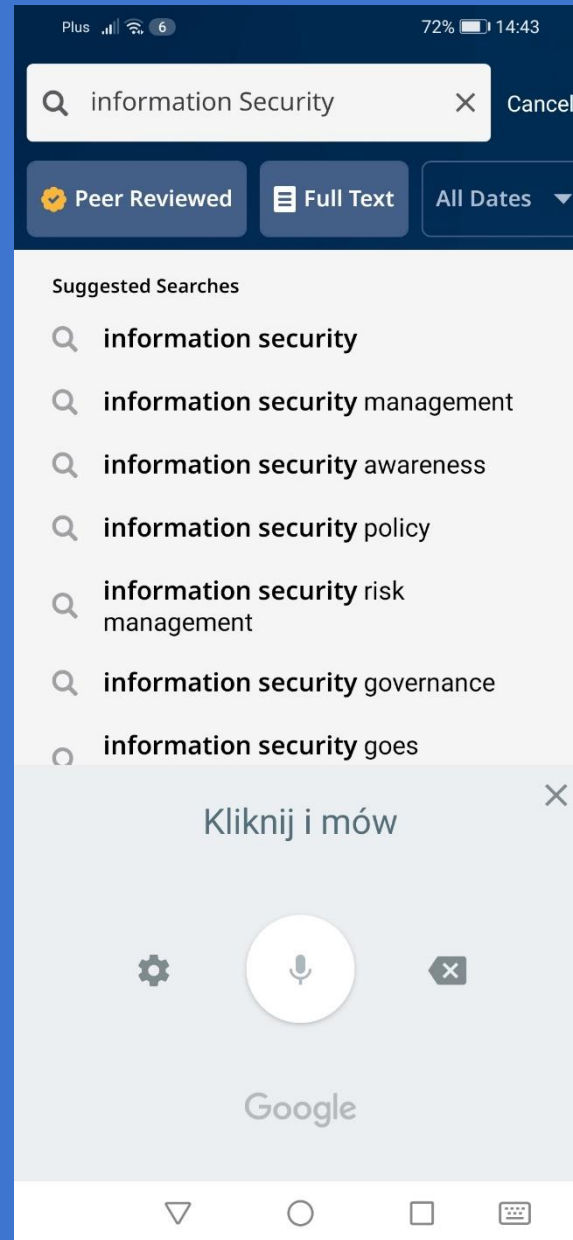 Plus 6 72% 14:43
information Security Cancel
Peer Reviewed Full Text All Dates
Suggested Searches
information security
information security management
information security awareness
information security policy
information security risk
management
information security governance
information security goes
Kliknij i mów
Google